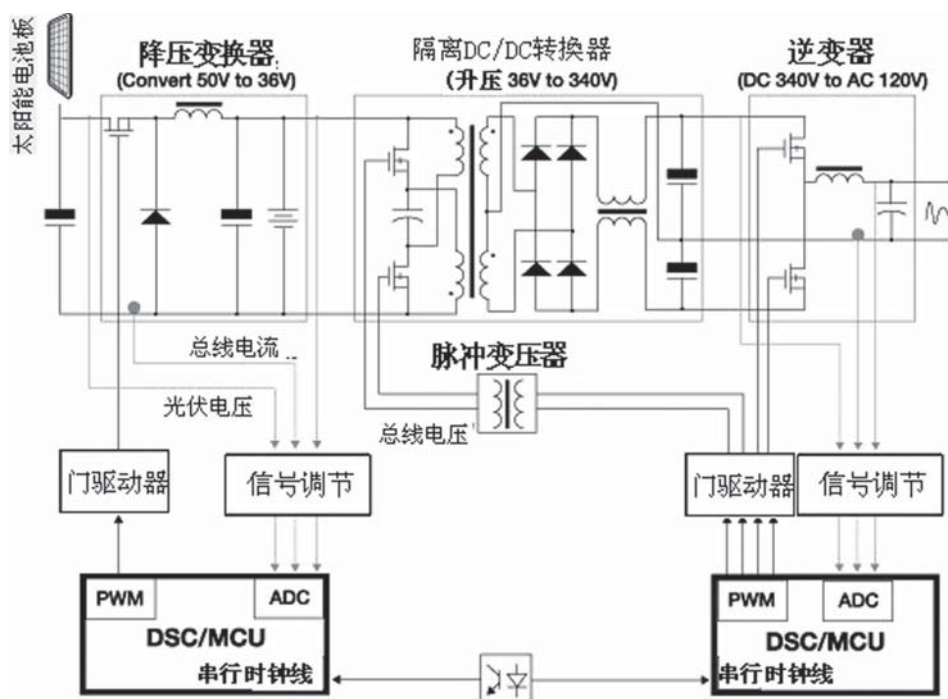 太阳能电池板
降压变换器
(Convert 50V to 36V)
隔离DC/DC转换器
(升压 36V to 340V)
逆变器
(DC 340V to AC 120V)
总线电流
光伏电压
脉冲变压器
总线电压
门驱动器
信号调节
门驱动器
信号调节
PWM
ADC
DSC/MCU
串行时钟线
PWM
ADC
DSC/MCU
串行时钟线